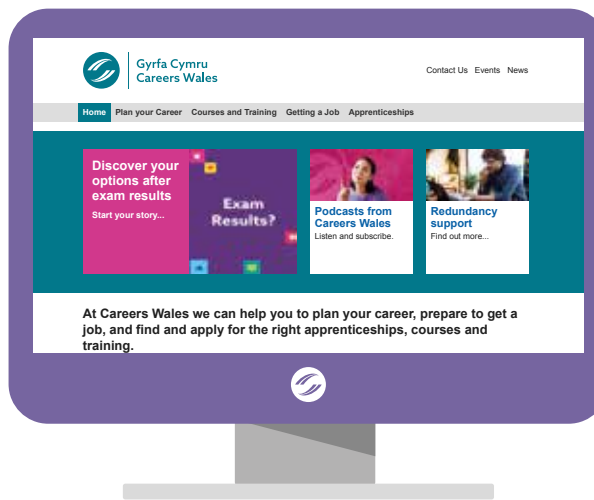 Gyrfa Cymru
Careers Wales
Contact Us Events News
Home Plan your Career Courses and Training Getting a Job Apprenticeships
Discover your
options after
exam results
Start your story...
Exam
Results?
Podcasts from
Careers Wales
Listen and subscribe.
Redundancy
support
Find out more...
At Careers Wales we can help you to plan your career, prepare to get a
job, and find and apply for the right apprenticeships, courses and
training.